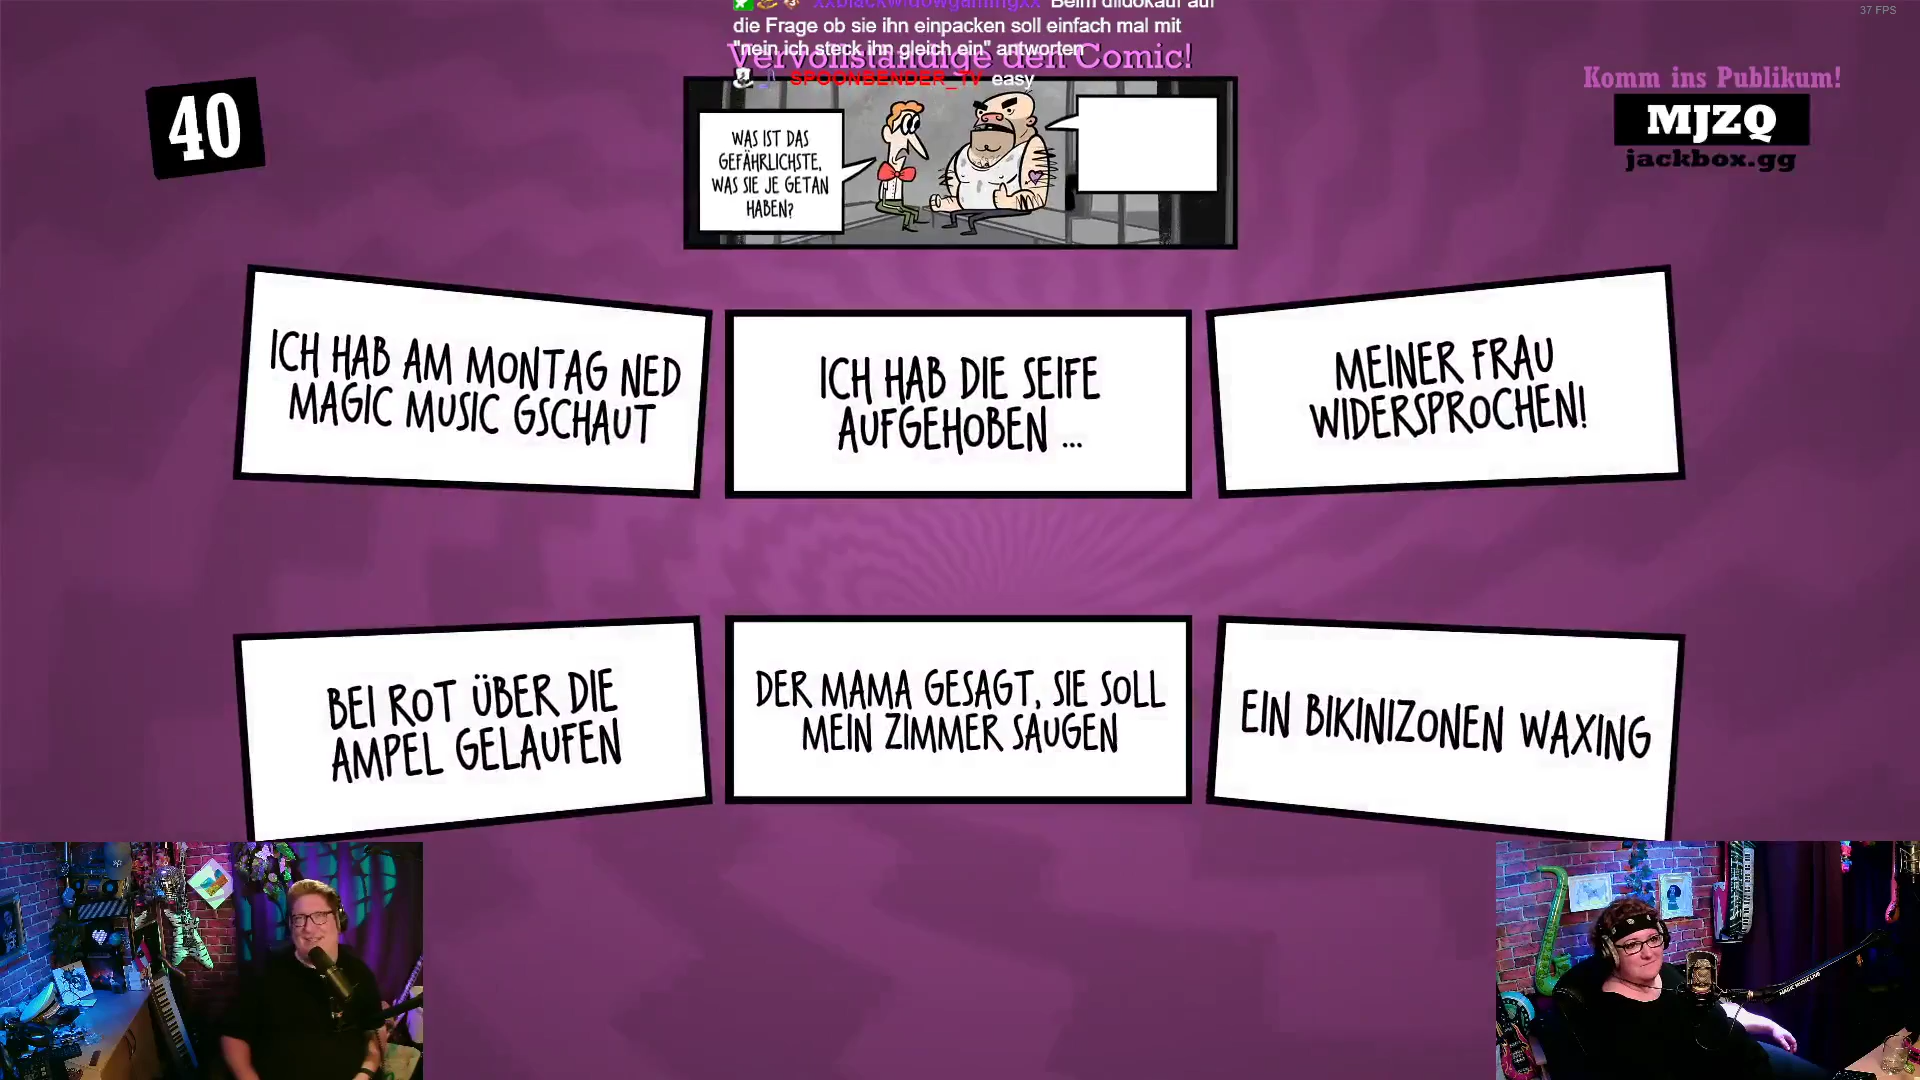 37 FPS
xxblackwidowgamingxx Beim dildokauf auf
die Frage ob sie ihn einpacken soll einfach mal mit
"nein ich steck ihn gleich ein" antworten
Vervollständige den Comic!
SPOONBENDER_TV easy
40
Komm ins Publikum!
MJZQ
jackbox.gg
WAS IST DAS
GEFÄHRLICHSTE,
WAS SIE JE GETAN
HABEN?
ICH HAB AM MONTAG NED
MAGIC MUSIC GSCHAUT
ICH HAB DIE SEIFE
AUFGEHOBEN ...
MEINER FRAU
WIDERSPROCHEN!
BEI ROT ÜBER DIE
AMPEL GELAUFEN
DER MAMA GESAGT, SIE SOLL
MEIN ZIMMER SAUGEN
EIN BIKINIZONEN WAXING
MAGIC MUSIC LIVE